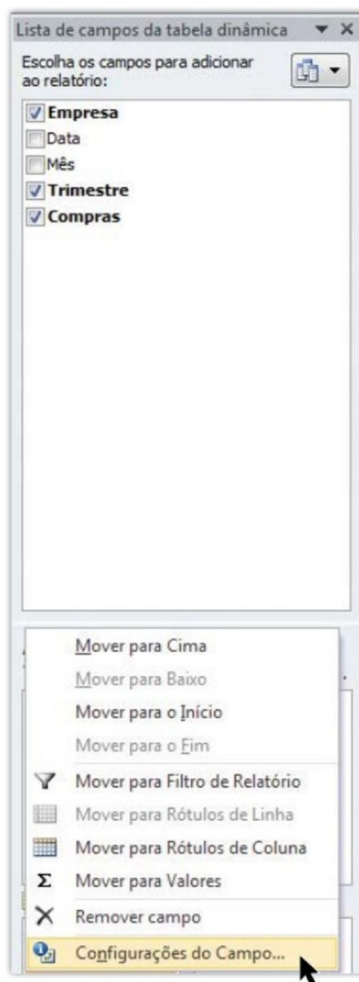 Lista de campos da tabela dinâmica
Escolha os campos para adicionar
ao relatório:
Empresa
Data
Mês
Trimestre
Compras
Mover para Cima
Mover para Baixo
Mover para o Início
Mover para o Fim
Mover para Filtro de Relatório
Mover para Rótulos de Linha
Mover para Rótulos de Coluna
Σ Mover para Valores
Remover campo
Configurações do Campo...